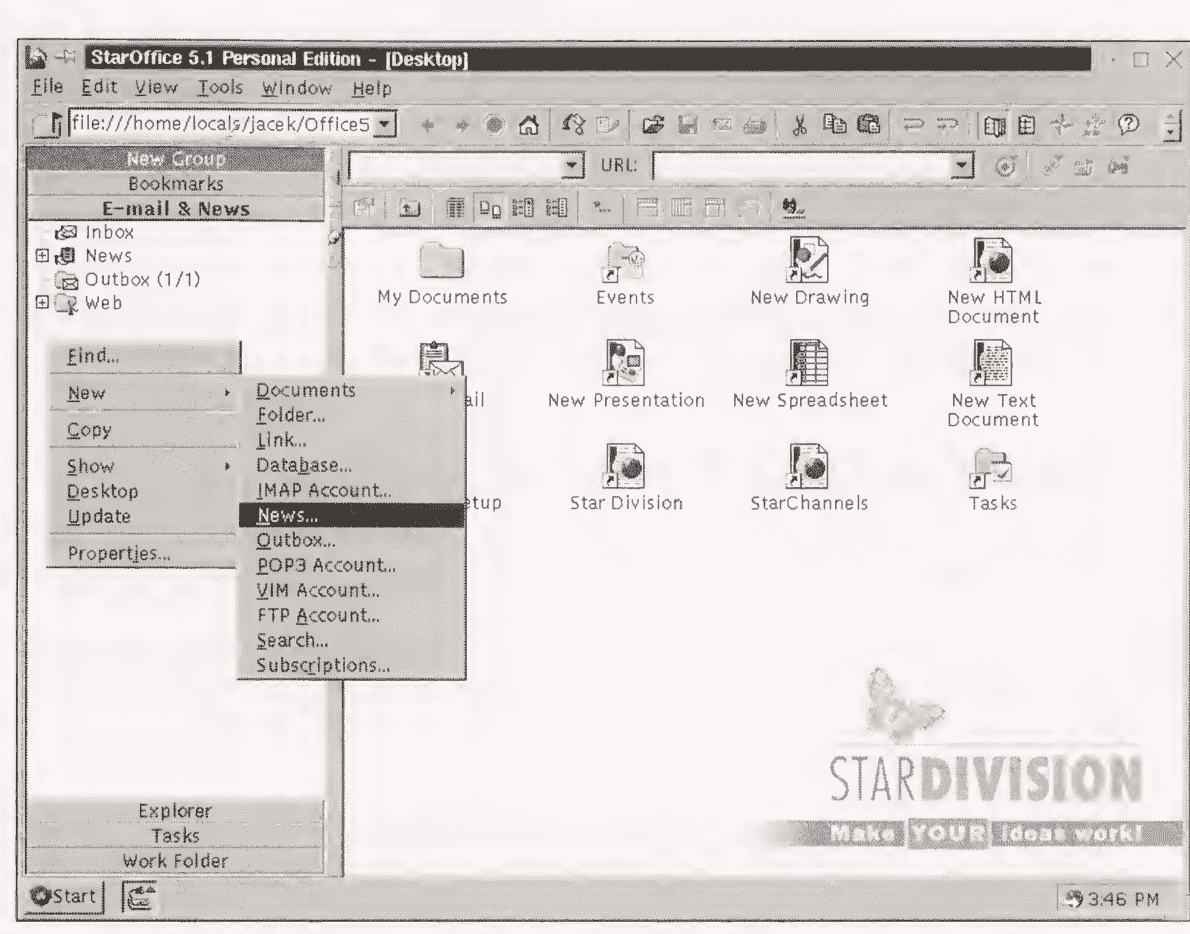 StarOffice 5.1 Personal Edition - [Desktop]
File Edit View Tools Window Help
file:///home/locals/jacek/Office5
URL:
New Group
Bookmarks
E-mail & News
Inbox
News
Outbox (1/1)
Web
Find...
New
Copy
Show
Desktop
Update
Properties...
Documents
Folder...
Link...
Database...
IMAP Account...
News...
Outbox...
POP3 Account...
VIM Account...
FTP Account...
Search...
Subscriptions...
My Documents
Events
New Drawing
New HTML
Document
ail
New Presentation
New Spreadsheet
New Text
Document
etup
Star Division
StarChannels
Tasks
STARDIVISION
Make YOUR ideas work!
Explorer
Tasks
Work Folder
Start
3:46 PM